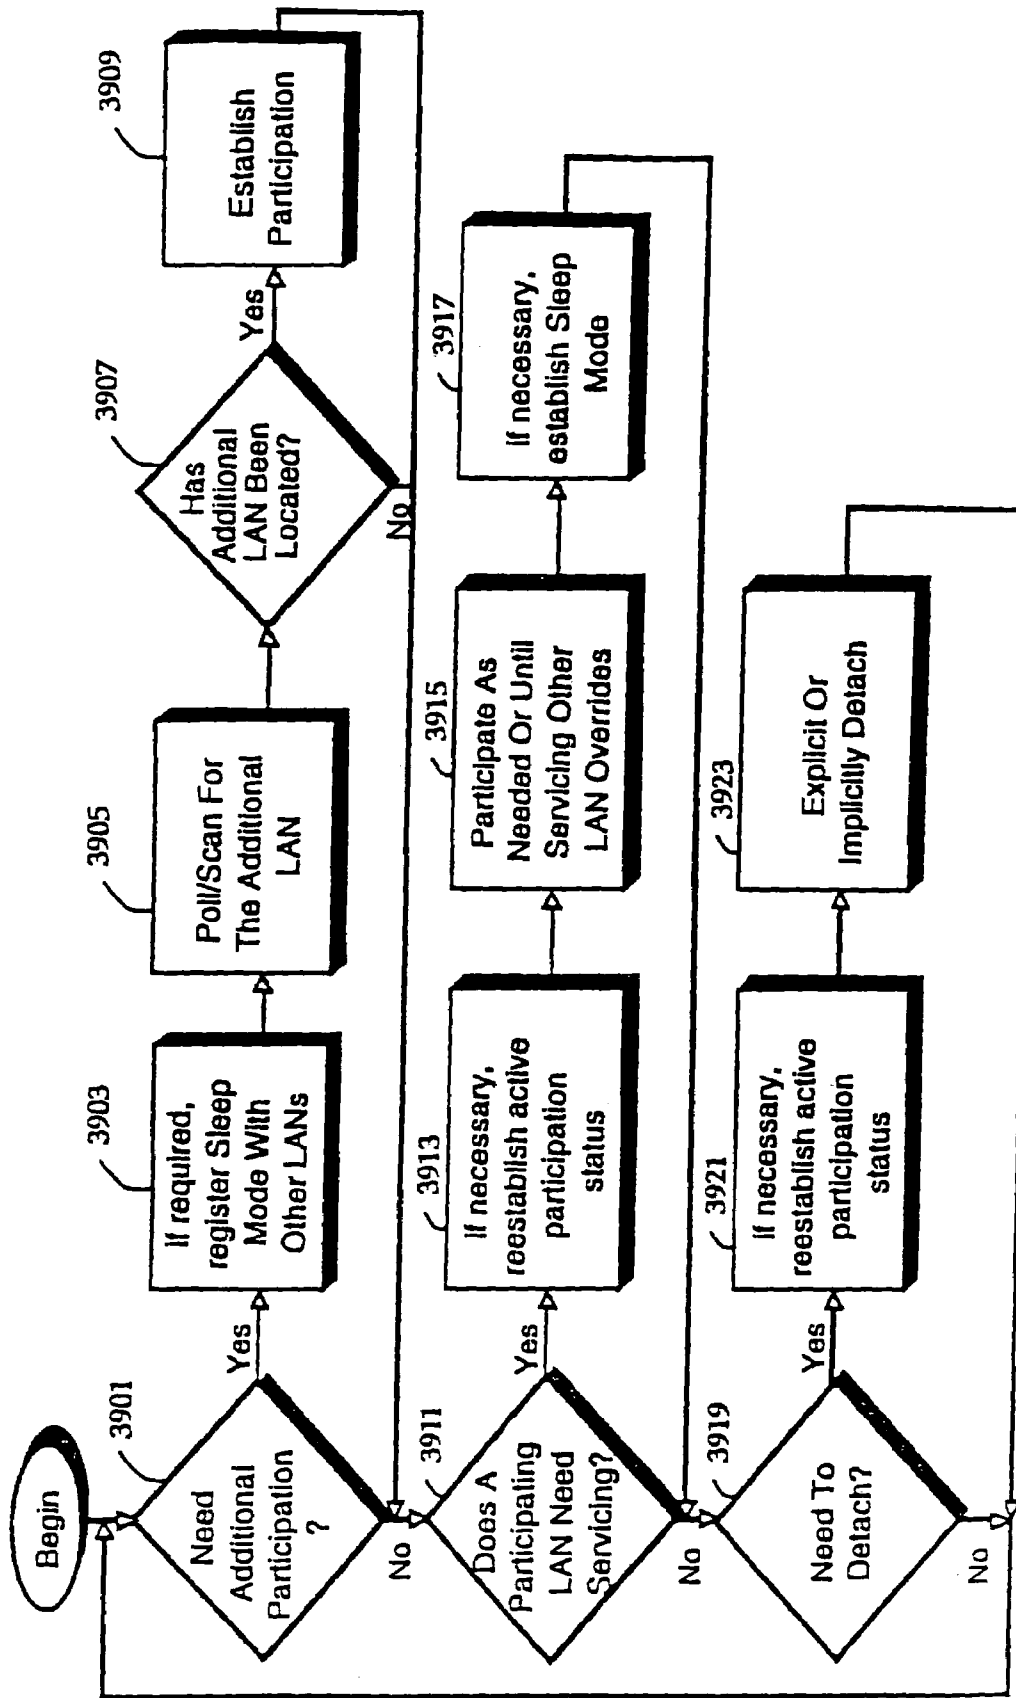 Begin
3901
Need
Additional
Participation
?
Yes
No
3903
If required,
register Sleep
Mode With
Other LANs
3905
Poll/Scan For
The Additional
LAN
3907
Has
Additional
LAN Been
Located?
Yes
No
3909
Establish
Participation
3911
Does A
Participating
LAN Need
Servicing?
Yes
No
3913
If necessary,
reestablish active
participation
status
3915
Participate As
Needed Or Until
Servicing Other
LAN Overrides
3917
If necessary,
establish Sleep
Mode
3919
Need To
Detach?
Yes
No
3921
If necessary,
reestablish active
participation
status
3923
Explicit Or
Implicitly Detach